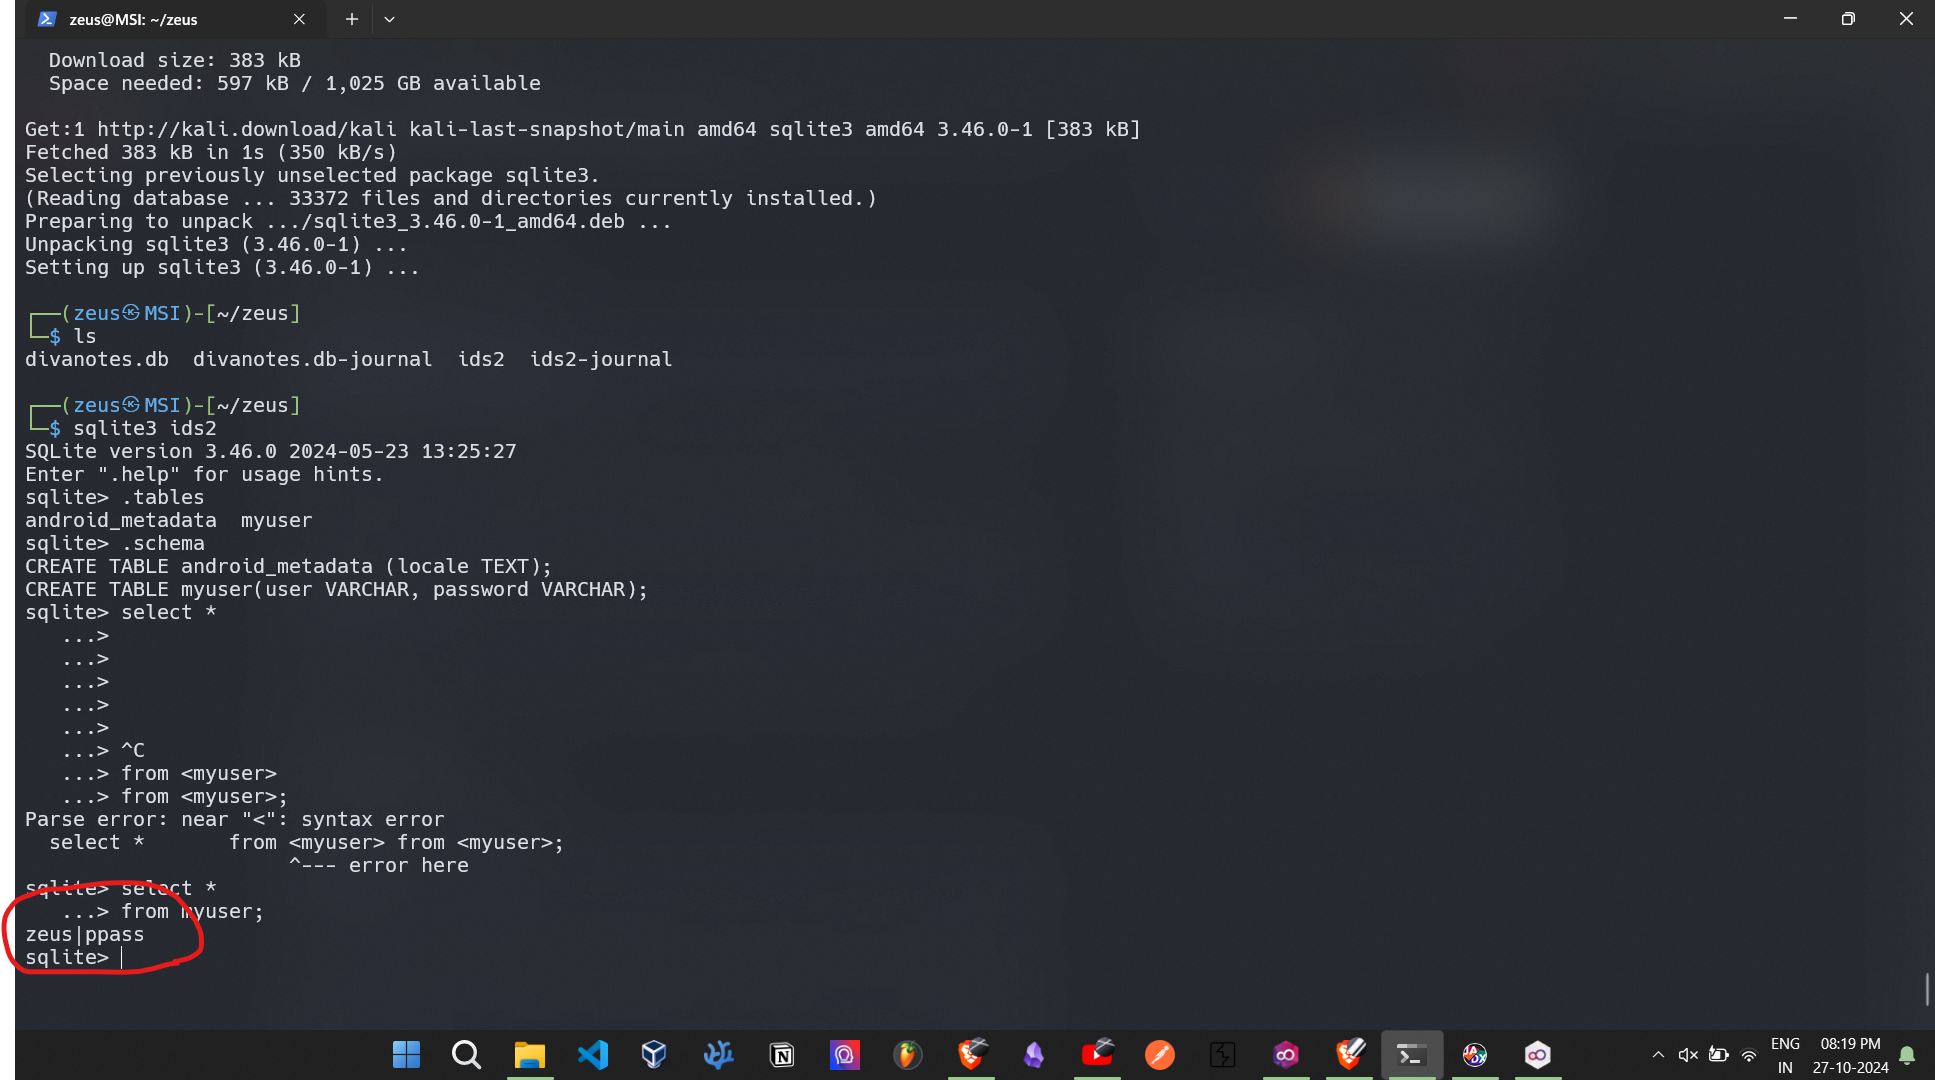 zeus@MSI: ~/zeus
Download size: 383 kB
Space needed: 597 kB / 1,025 GB available
Get:1 http://kali.download/kali kali-last-snapshot/main amd64 sqlite3 amd64 3.46.0-1 [383 kB]
Fetched 383 kB in 1s (350 kB/s)
Selecting previously unselected package sqlite3.
(Reading database ... 33372 files and directories currently installed.)
Preparing to unpack .../sqlite3_3.46.0-1_amd64.deb ...
Unpacking sqlite3 (3.46.0-1) ...
Setting up sqlite3 (3.46.0-1) ...
┌──(zeus㉿MSI)-[~/zeus]
└─$ ls
divanotes.db  divanotes.db-journal  ids2  ids2-journal
┌──(zeus㉿MSI)-[~/zeus]
└─$ sqlite3 ids2
SQLite version 3.46.0 2024-05-23 13:25:27
Enter ".help" for usage hints.
sqlite> .tables
android_metadata  myuser
sqlite> .schema
CREATE TABLE android_metadata (locale TEXT);
CREATE TABLE myuser(user VARCHAR, password VARCHAR);
sqlite> select *
   ...>
   ...>
   ...>
   ...>
   ...>
   ...> ^C
   ...> from <myuser>
   ...> from <myuser>;
Parse error: near "<": syntax error
  select *       from <myuser> from <myuser>;
                      ^--- error here
sqlite> select *
   ...> from myuser;
zeus|ppass
sqlite>
ENG
IN
08:19 PM
27-10-2024